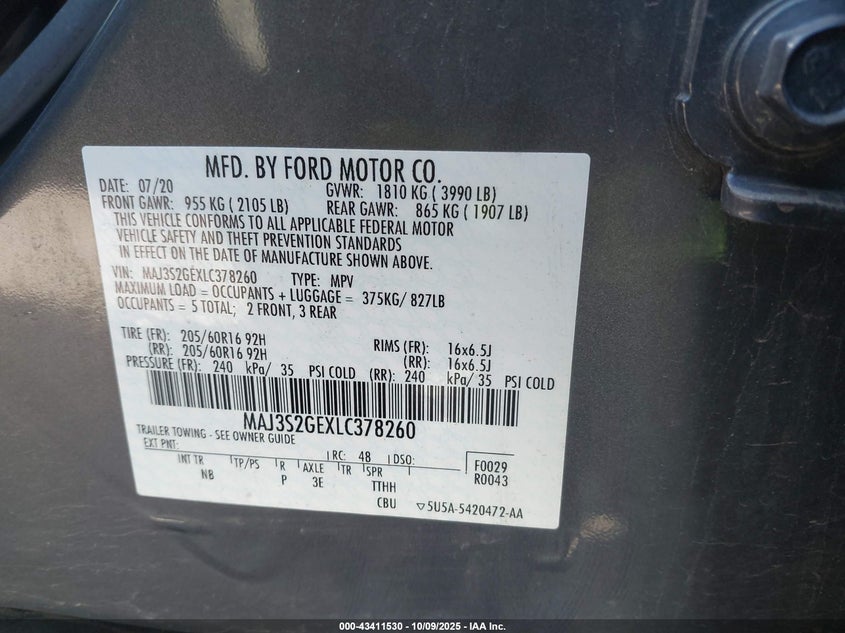 MFD. BY FORD MOTOR CO.
DATE: 07/20 GVWR: 1810 KG ( 3990 LB)
FRONT GAWR: 955 KG ( 2105 LB) REAR GAWR: 865 KG ( 1907 LB)
THIS VEHICLE CONFORMS TO ALL APPLICABLE FEDERAL MOTOR
VEHICLE SAFETY AND THEFT PREVENTION STANDARDS
IN EFFECT ON THE DATE OF MANUFACTURE SHOWN ABOVE.
VIN: MAJ3S2GEXLC378260 TYPE: MPV
MAXIMUM LOAD = OCCUPANTS + LUGGAGE = 375KG/ 827LB
OCCUPANTS = 5 TOTAL; 2 FRONT, 3 REAR
TIRE (FR): 205/60R16 92H RIMS (FR): 16x6.5J
(RR): 205/60R16 92H (RR): 16x6.5J
PRESSURE (FR): 240 kPa/ 35 PSI COLD (RR): 240 kPa/ 35 PSI COLD
MAJ3S2GEXLC378260
TRAILER TOWING - SEE OWNER GUIDE
EXT PNT: RC: 48 DSO: F0029
INT TR TP/PS R AXLE TR SPR R0043
NB P 3E TTHH
CBU ▽5U5A-5420472-AA
000-43411530 - 10/09/2025 - IAA Inc.